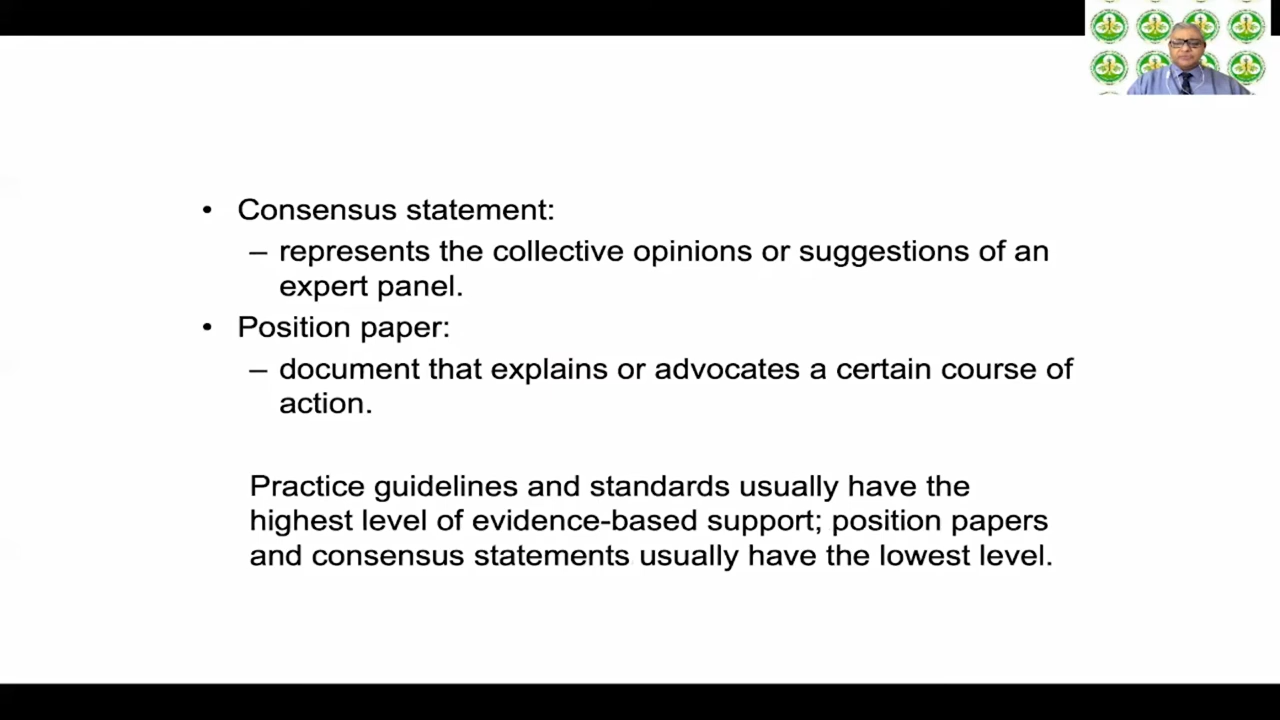 • Consensus statement:
– represents the collective opinions or suggestions of an
expert panel.
• Position paper:
– document that explains or advocates a certain course of
action.
Practice guidelines and standards usually have the
highest level of evidence-based support; position papers
and consensus statements usually have the lowest level.